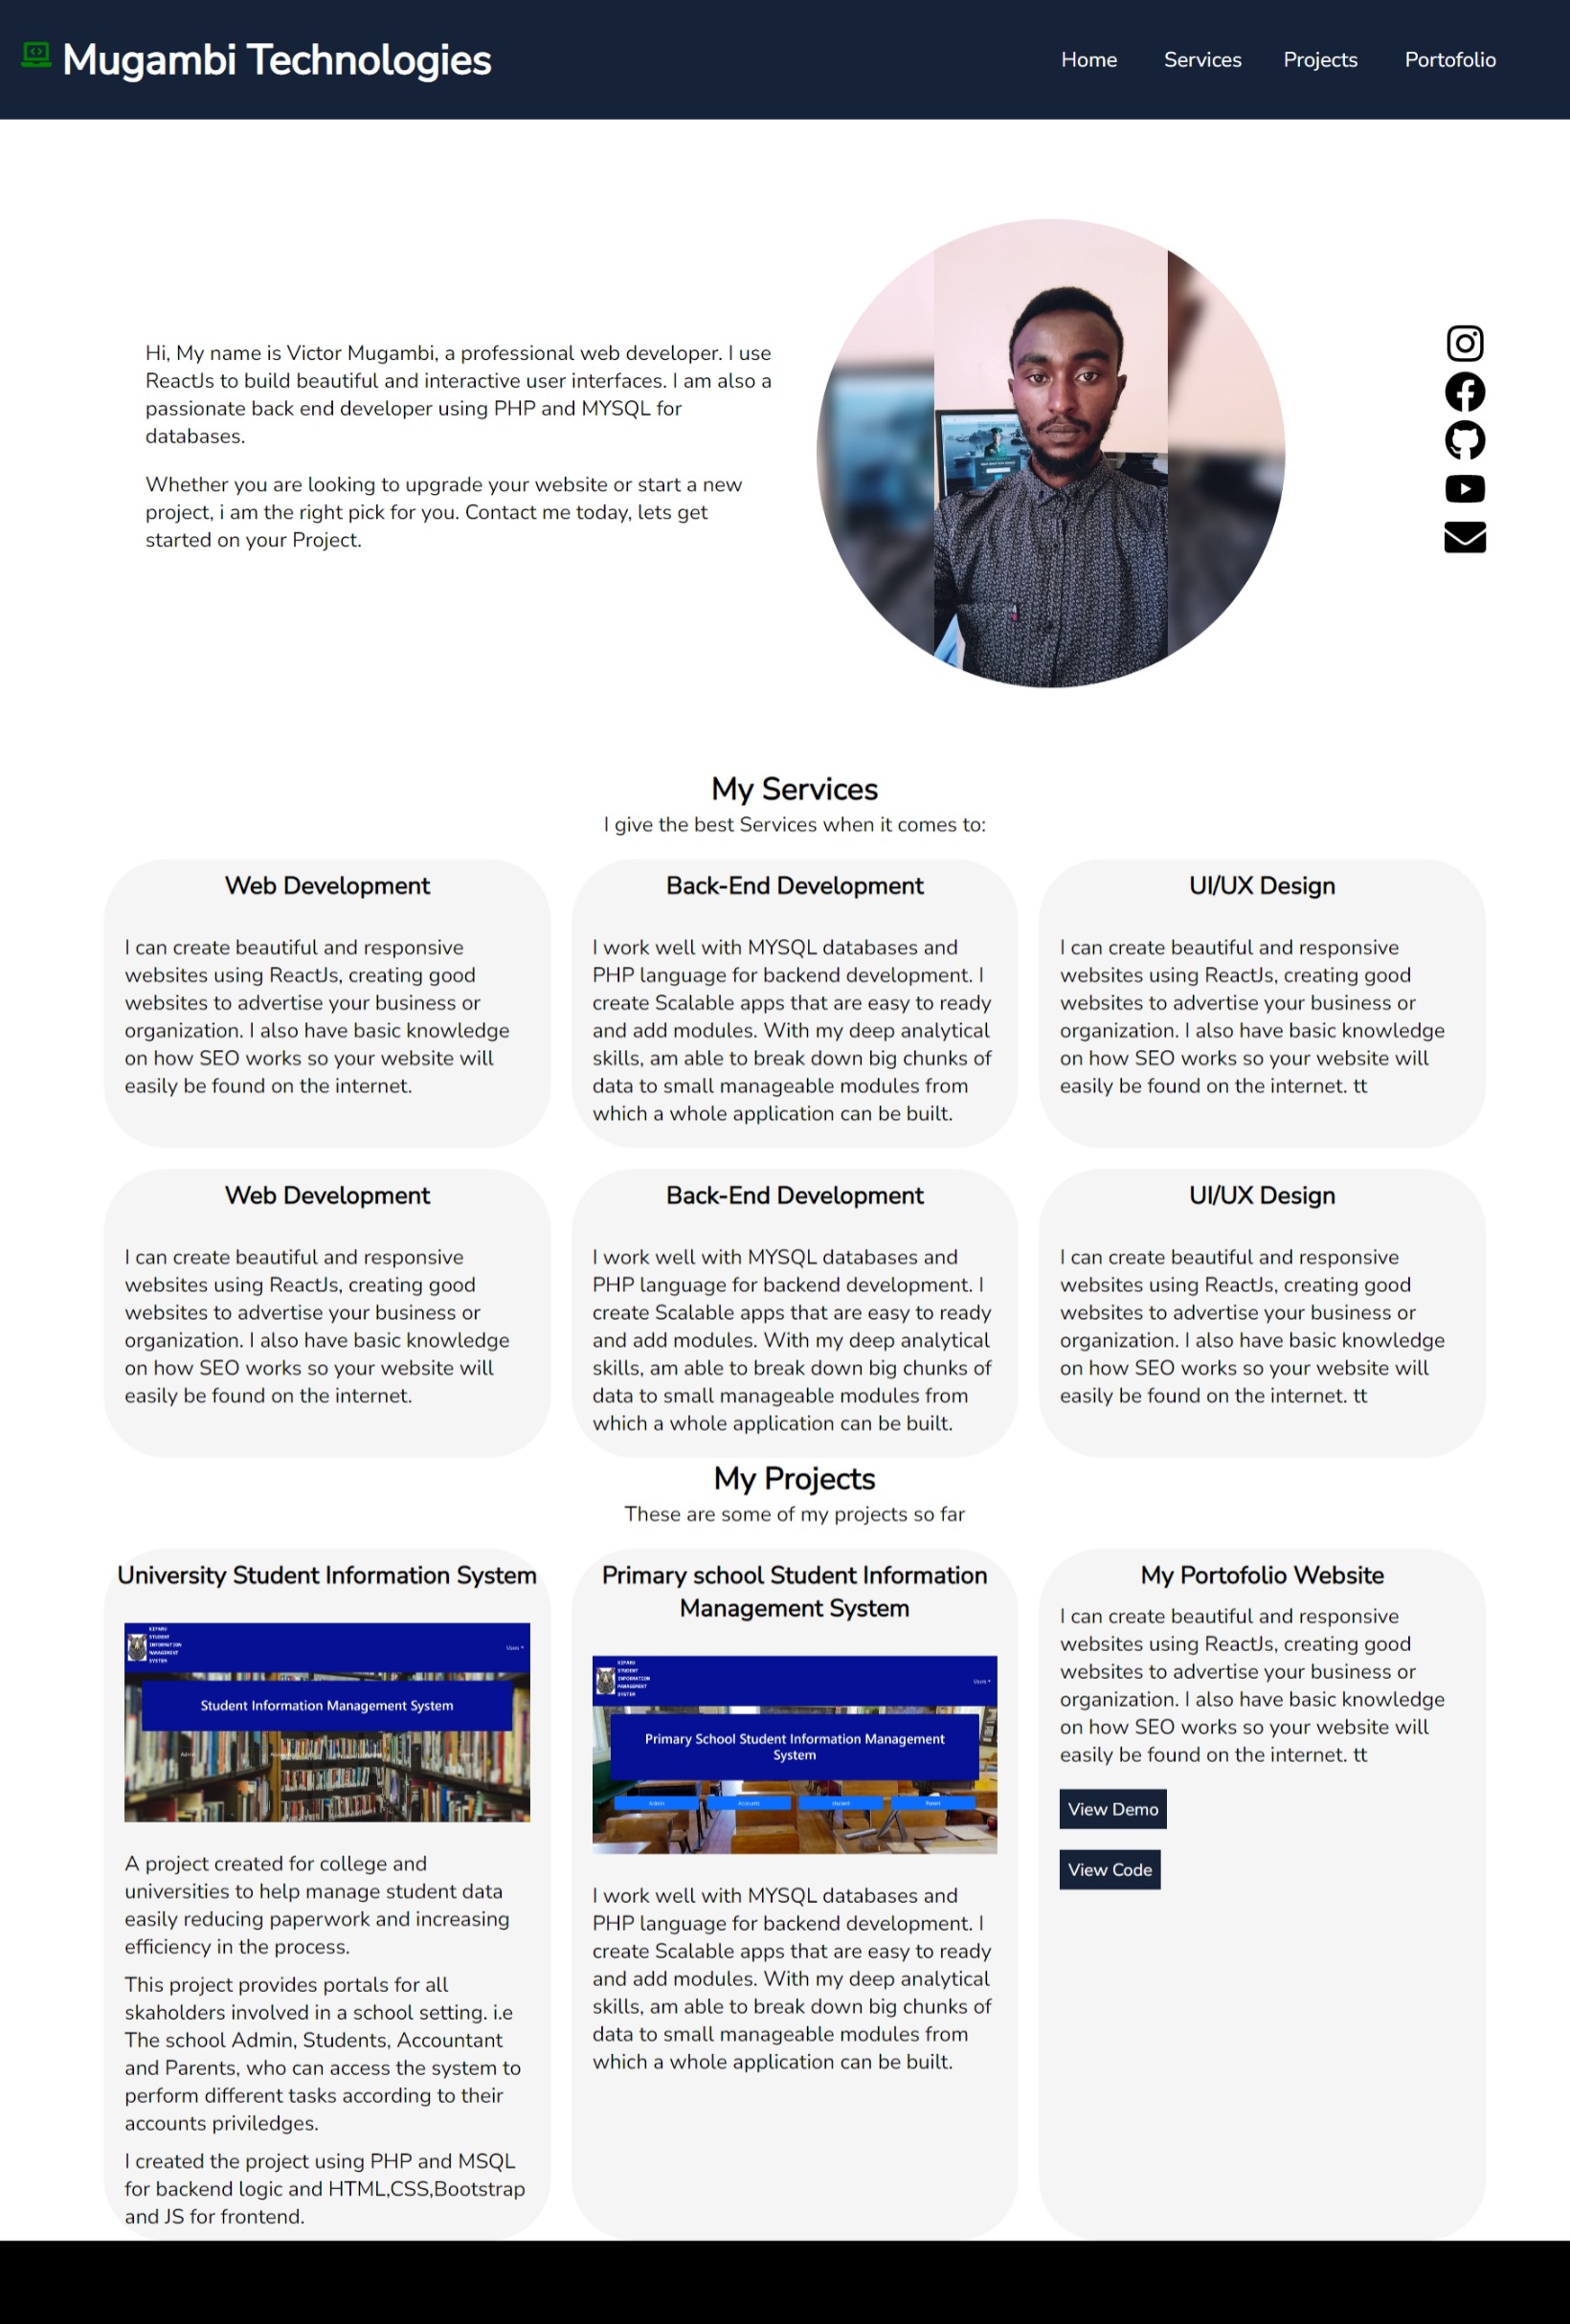 Mugambi Technologies
Home Services Projects Portofolio
Hi, My name is Victor Mugambi, a professional web developer. I use
ReactJs to build beautiful and interactive user interfaces. I am also a
passionate back end developer using PHP and MYSQL for
databases.
Whether you are looking to upgrade your website or start a new
project, i am the right pick for you. Contact me today, lets get
started on your Project.
My Services
I give the best Services when it comes to:
Web Development
I can create beautiful and responsive
websites using ReactJs, creating good
websites to advertise your business or
organization. I also have basic knowledge
on how SEO works so your website will
easily be found on the internet.
Back-End Development
I work well with MYSQL databases and
PHP language for backend development. I
create Scalable apps that are easy to ready
and add modules. With my deep analytical
skills, am able to break down big chunks of
data to small manageable modules from
which a whole application can be built.
UI/UX Design
I can create beautiful and responsive
websites using ReactJs, creating good
websites to advertise your business or
organization. I also have basic knowledge
on how SEO works so your website will
easily be found on the internet. tt
Web Development
I can create beautiful and responsive
websites using ReactJs, creating good
websites to advertise your business or
organization. I also have basic knowledge
on how SEO works so your website will
easily be found on the internet.
Back-End Development
I work well with MYSQL databases and
PHP language for backend development. I
create Scalable apps that are easy to ready
and add modules. With my deep analytical
skills, am able to break down big chunks of
data to small manageable modules from
which a whole application can be built.
UI/UX Design
I can create beautiful and responsive
websites using ReactJs, creating good
websites to advertise your business or
organization. I also have basic knowledge
on how SEO works so your website will
easily be found on the internet. tt
My Projects
These are some of my projects so far
University Student Information System
KIFARU
STUDENT
INFORMATION
MANAGEMENT
SYSTEM
Users
Student Information Management System
A project created for college and
universities to help manage student data
easily reducing paperwork and increasing
efficiency in the process.
This project provides portals for all
skaholders involved in a school setting. i.e
The school Admin, Students, Accountant
and Parents, who can access the system to
perform different tasks according to their
accounts priviledges.
I created the project using PHP and MSQL
for backend logic and HTML,CSS,Bootstrap
and JS for frontend.
Primary school Student Information
Management System
KIFARU
STUDENT
INFORMATION
MANAGEMENT
SYSTEM
Users
Primary School Student Information Management
System
Admin Accounts student Parent
I work well with MYSQL databases and
PHP language for backend development. I
create Scalable apps that are easy to ready
and add modules. With my deep analytical
skills, am able to break down big chunks of
data to small manageable modules from
which a whole application can be built.
My Portofolio Website
I can create beautiful and responsive
websites using ReactJs, creating good
websites to advertise your business or
organization. I also have basic knowledge
on how SEO works so your website will
easily be found on the internet. tt
View Demo
View Code